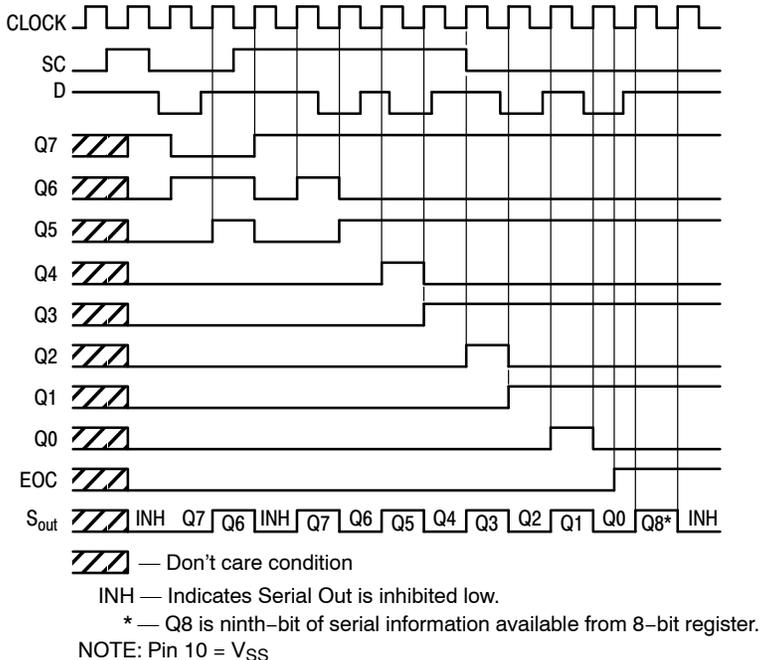 CLOCK
SC
D
Q7
Q6
Q5
Q4
Q3
Q2
Q1
Q0
EOC
Sout INH Q7 Q6 INH Q7 Q6 Q5 Q4 Q3 Q2 Q1 Q0 Q8* INH
— Don't care condition
INH — Indicates Serial Out is inhibited low.
* — Q8 is ninth−bit of serial information available from 8−bit register.
NOTE: Pin 10 = VSS